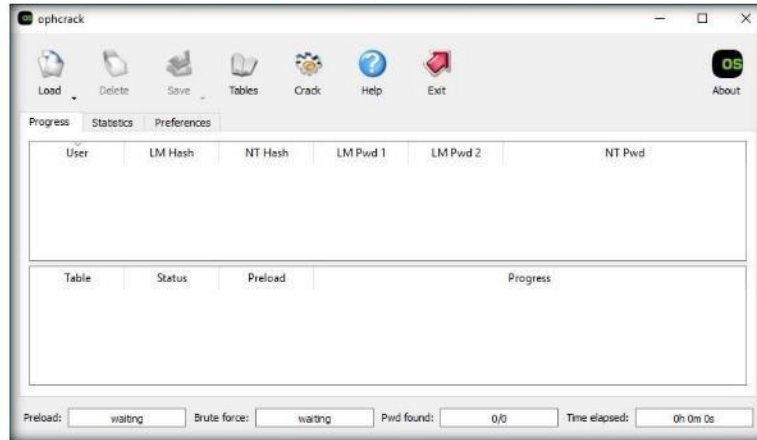 ophcrack
Load Delete Save Tables Crack Help Exit OS About
Progress Statistics Preferences
User LM Hash NT Hash LM Pwd 1 LM Pwd 2 NT Pwd
Table Status Preload Progress
Preload: waiting Brute force: waiting Pwd found: 0/0 Time elapsed: 0h 0m 0s